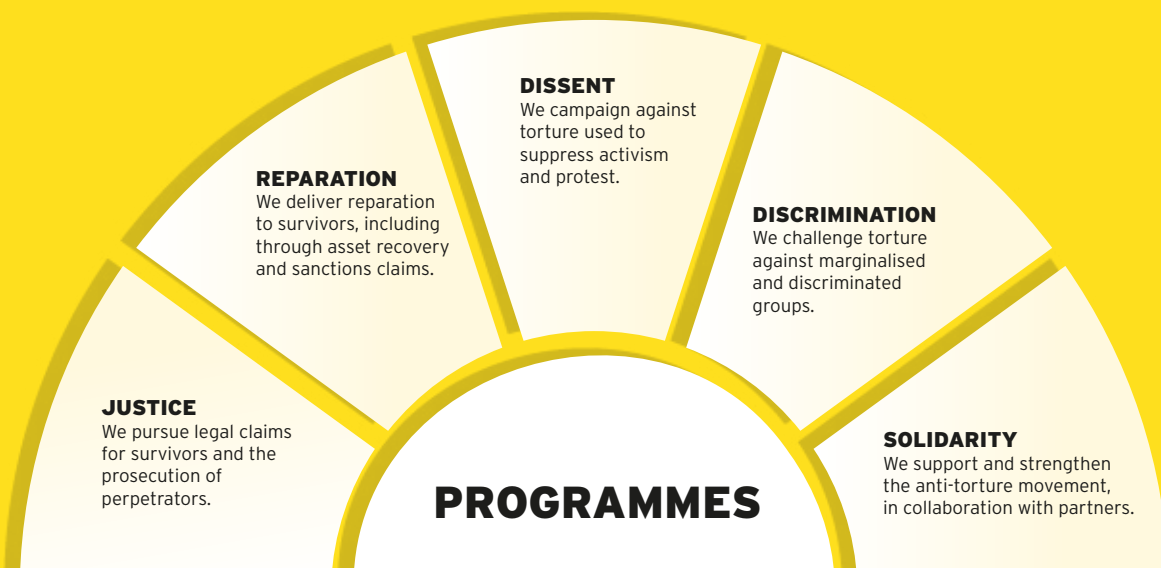 JUSTICE
We pursue legal claims
for survivors and the
prosecution of
perpetrators.
REPARATION
We deliver reparation
to survivors, including
through asset recovery
and sanctions claims.
DISSENT
We campaign against
torture used to
suppress activism
and protest.
DISCRIMINATION
We challenge torture
against marginalised
and discriminated
groups.
SOLIDARITY
We support and strengthen
the anti-torture movement,
in collaboration with partners.
PROGRAMMES